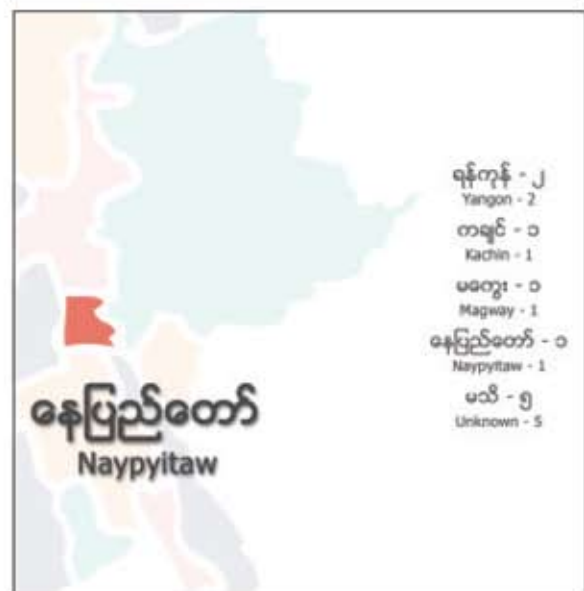 ရန်ကုန် - ၂
Yangon - 2
ကချင် - ၁
Kachin - 1
မကွေး - ၁
Magway - 1
နေပြည်တော် - ၁
Naypyitaw - 1
မသိ - ၅
Unknown - 5
နေပြည်တော်
Naypyitaw